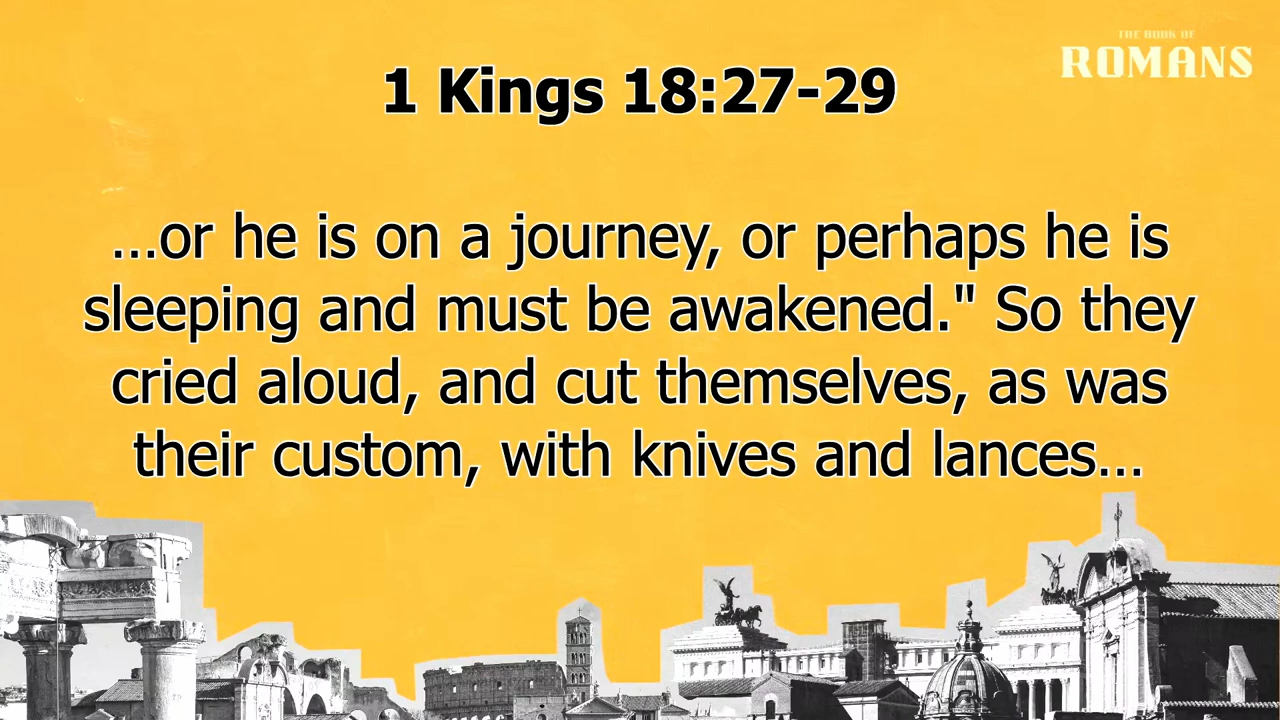 THE BOOK OF
ROMANS
1 Kings 18:27-29
...or he is on a journey, or perhaps he is
sleeping and must be awakened." So they
cried aloud, and cut themselves, as was
their custom, with knives and lances...